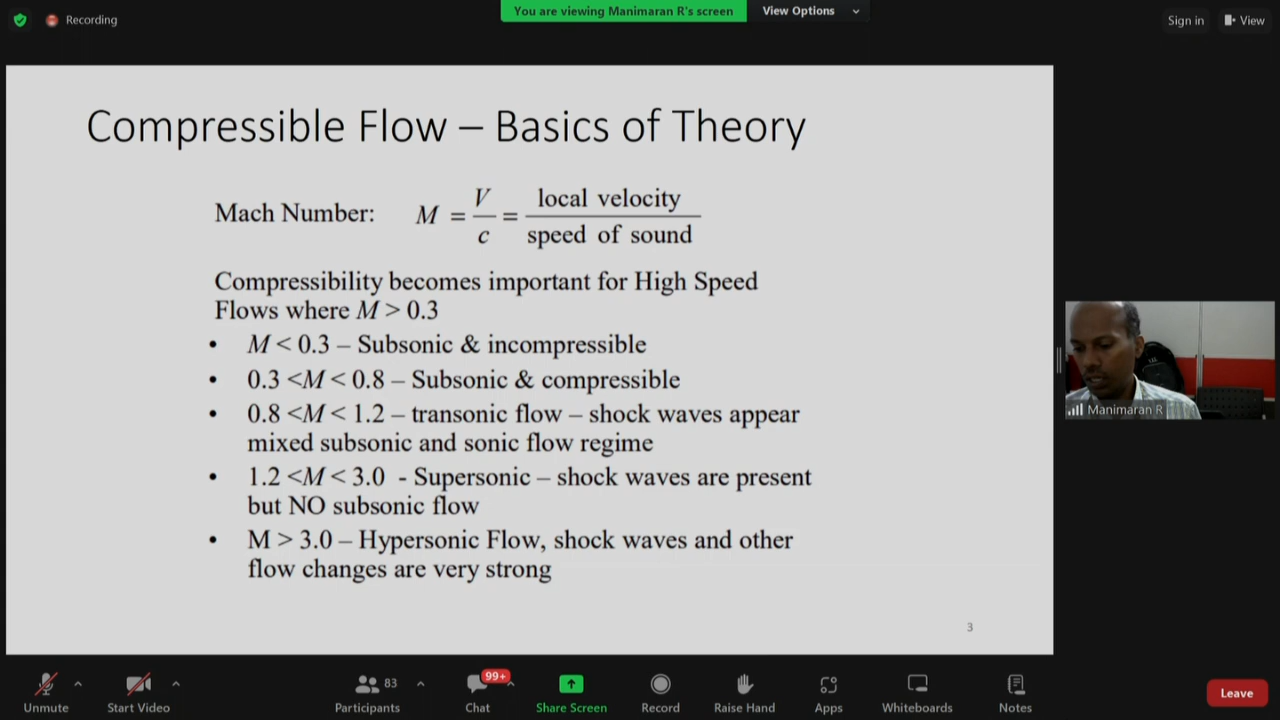 Recording
You are viewing Manimaran R's screen
View Options
Sign in
View
Compressible Flow – Basics of Theory
Mach Number: M = V/c = local velocity/speed of sound
Compressibility becomes important for High Speed
Flows where M > 0.3
• M < 0.3 – Subsonic & incompressible
• 0.3 <M < 0.8 – Subsonic & compressible
• 0.8 <M < 1.2 – transonic flow – shock waves appear
mixed subsonic and sonic flow regime
• 1.2 <M < 3.0 - Supersonic – shock waves are present
but NO subsonic flow
• M > 3.0 – Hypersonic Flow, shock waves and other
flow changes are very strong
3
Manimaran R
Unmute
Start Video
83
Participants
99+
Chat
Share Screen
Record
Raise Hand
Apps
Whiteboards
Notes
Leave